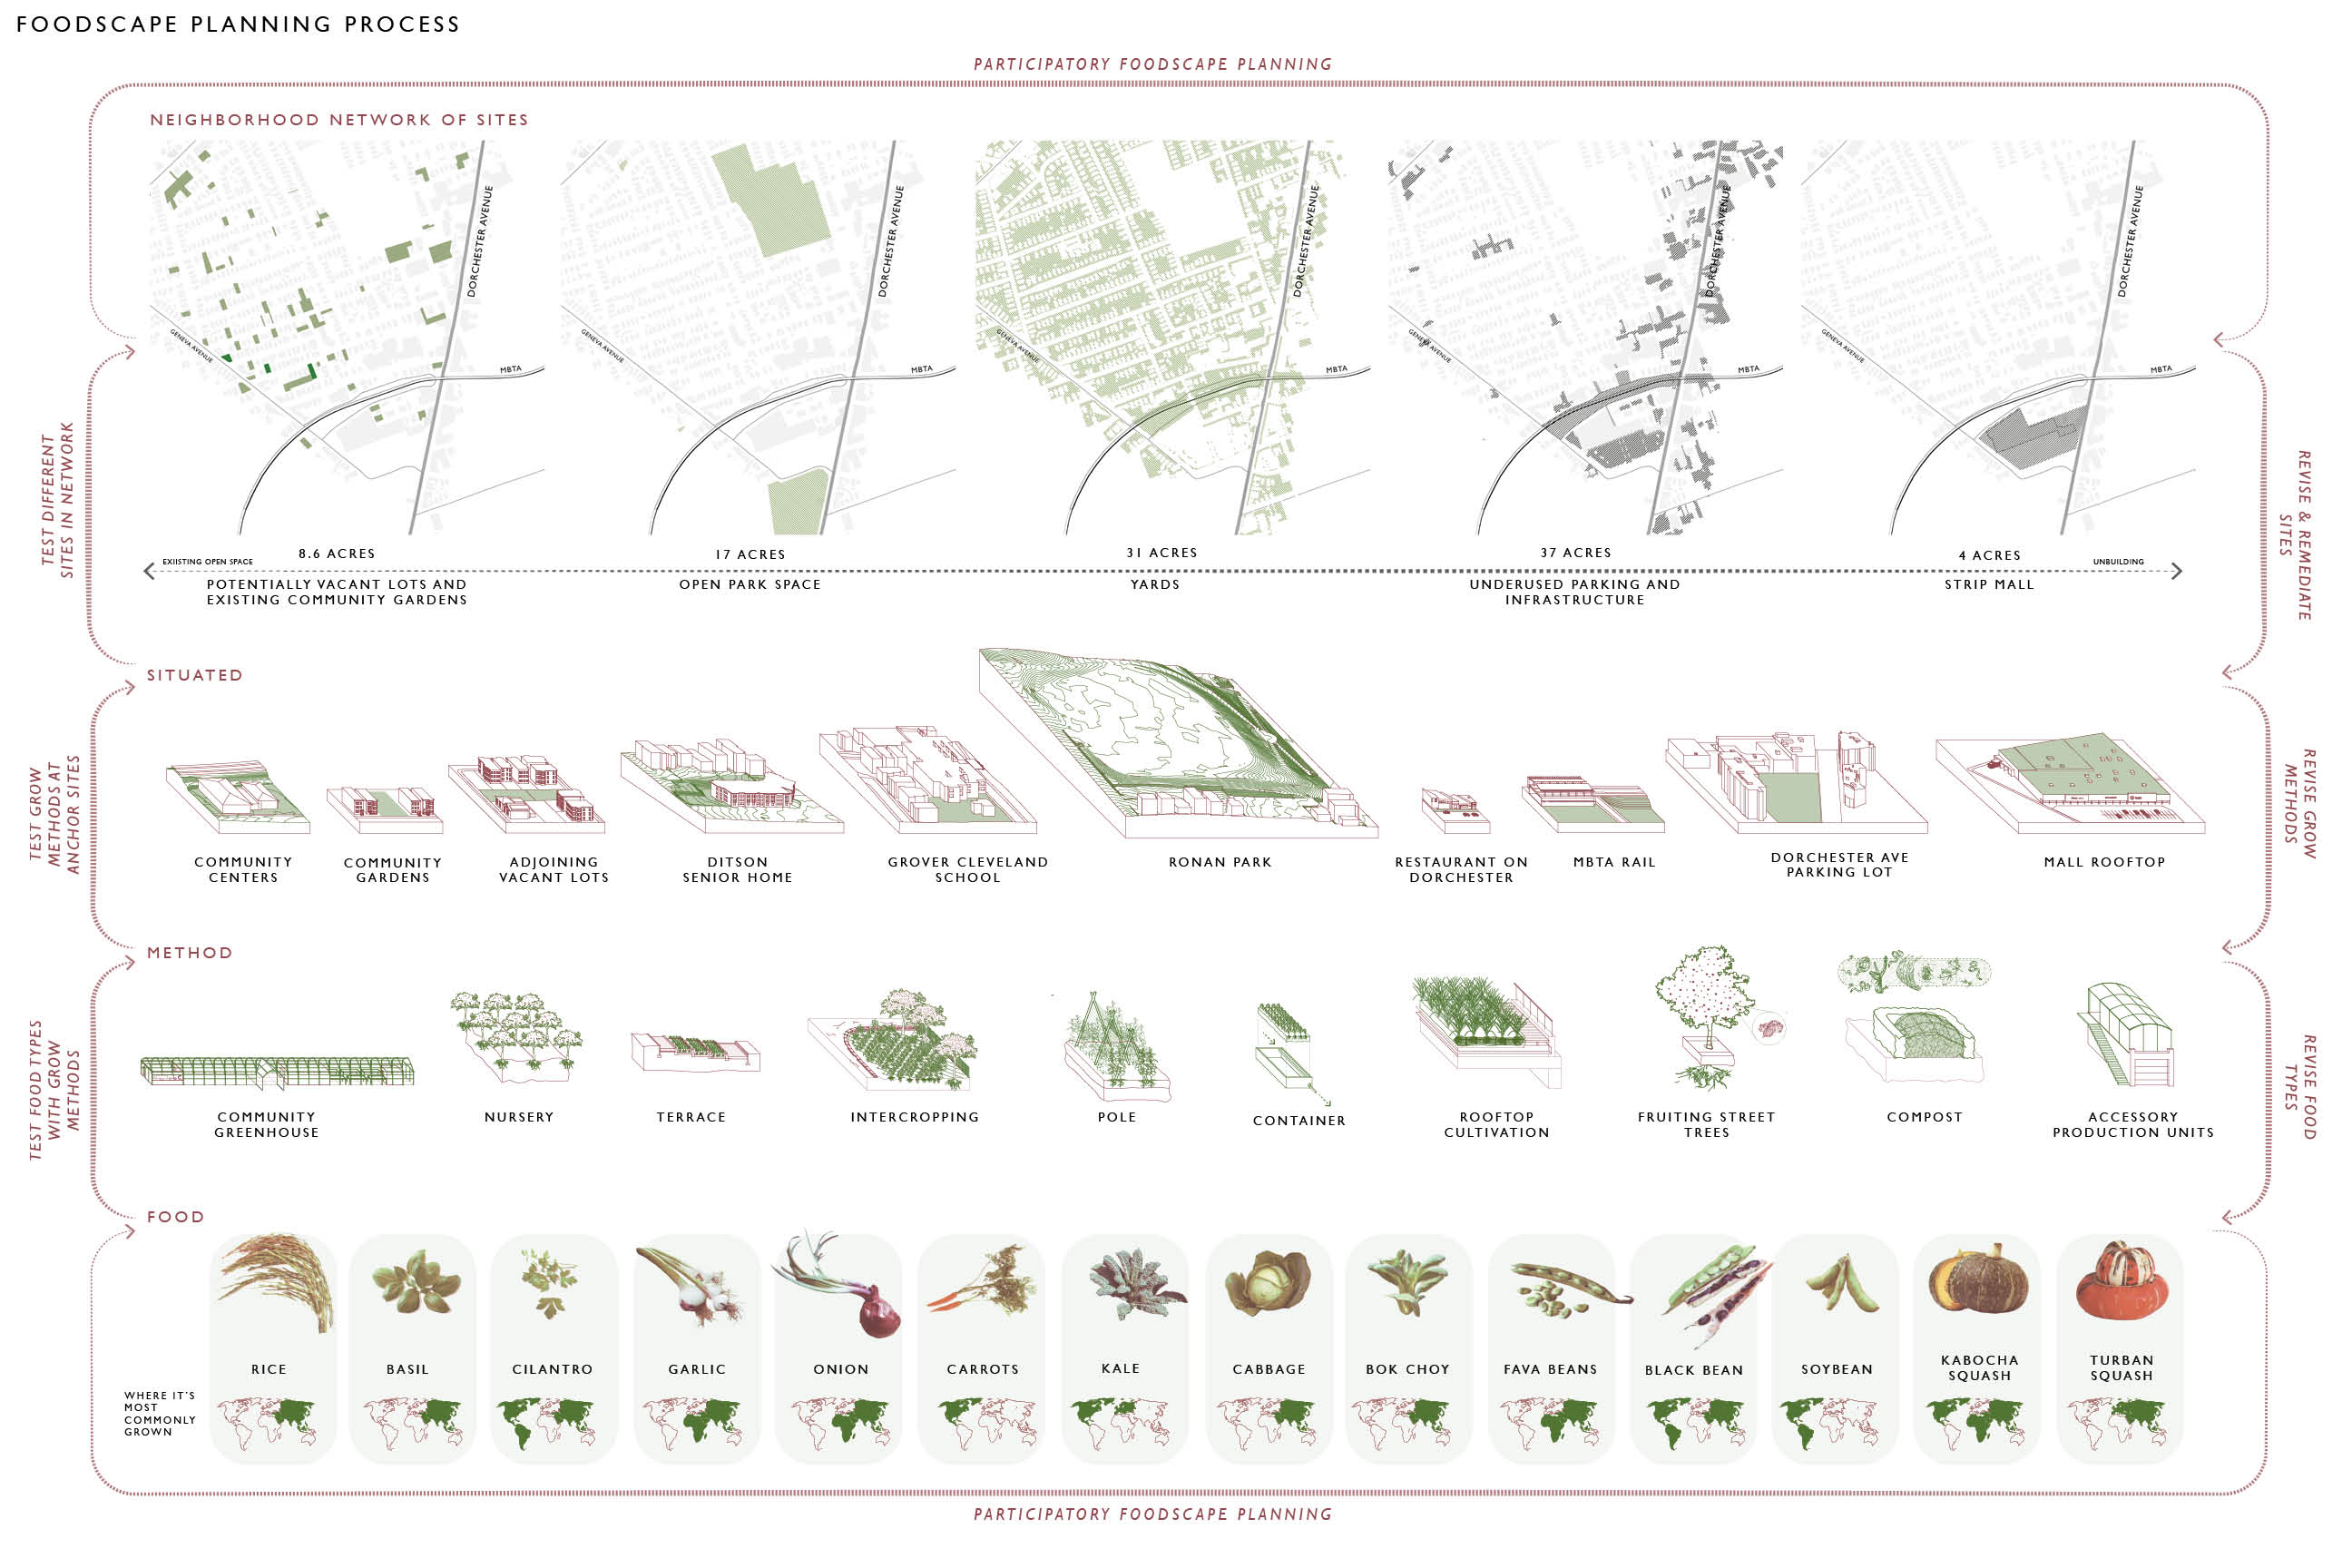 FOODSCAPE PLANNING PROCESS
PARTICIPATORY FOODSCAPE PLANNING
NEIGHBORHOOD NETWORK OF SITES
DORCHESTER AVENUE
GENEVA AVENUE
MBTA
DORCHESTER AVENUE
GENEVA AVENUE
MBTA
DORCHESTER AVENUE
GENEVA AVENUE
MBTA
DORCHESTER AVENUE
GENEVA AVENUE
MBTA
DORCHESTER AVENUE
GENEVA AVENUE
MBTA
TEST DIFFERENT
SITES IN NETWORK
REVISE & REMEDIATE
SITES
EXIISTING OPEN SPACE
UNBUILDING
8.6 ACRES
POTENTIALLY VACANT LOTS AND
EXISTING COMMUNITY GARDENS
17 ACRES
OPEN PARK SPACE
31 ACRES
YARDS
37 ACRES
UNDERUSED PARKING AND
INFRASTRUCTURE
4 ACRES
STRIP MALL
SITUATED
TEST GROW
METHODS AT
ANCHOR SITES
REVISE GROW
METHODS
COMMUNITY
CENTERS
COMMUNITY
GARDENS
ADJOINING
VACANT LOTS
DITSON
SENIOR HOME
GROVER CLEVELAND
SCHOOL
RONAN PARK
RESTAURANT ON
DORCHESTER
MBTA RAIL
DORCHESTER AVE
PARKING LOT
MALL ROOFTOP
METHOD
TEST FOOD TYPES
WITH GROW
METHODS
REVISE FOOD
TYPES
COMMUNITY
GREENHOUSE
NURSERY
TERRACE
INTERCROPPING
POLE
CONTAINER
ROOFTOP
CULTIVATION
FRUITING STREET
TREES
COMPOST
ACCESSORY
PRODUCTION UNITS
FOOD
RICE
BASIL
CILANTRO
GARLIC
ONION
CARROTS
KALE
CABBAGE
BOK CHOY
FAVA BEANS
BLACK BEAN
SOYBEAN
KABOCHA
SQUASH
TURBAN
SQUASH
WHERE IT'S
MOST
COMMONLY
GROWN
PARTICIPATORY FOODSCAPE PLANNING